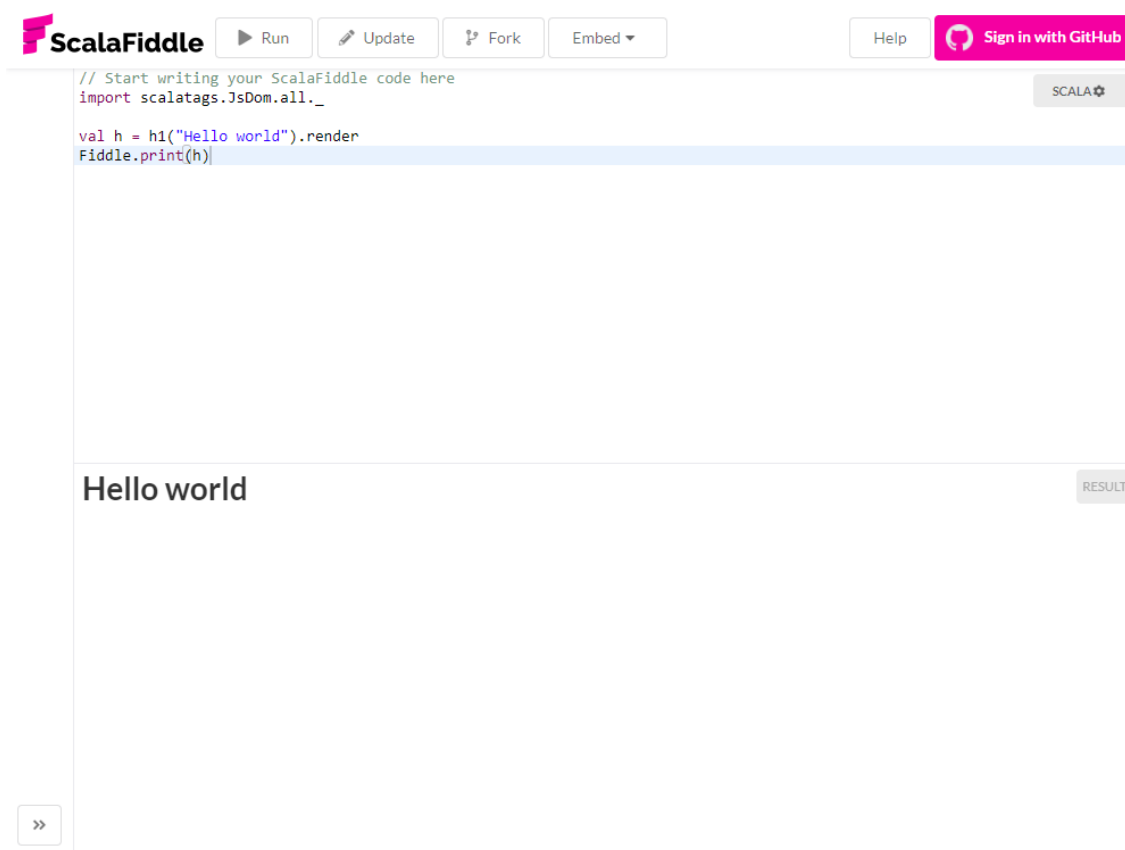 ScalaFiddle Run Update Fork Embed Help Sign in with GitHub
// Start writing your ScalaFiddle code here
SCALA
import scalatags.JsDom.all._
val h = h1("Hello world").render
Fiddle.print(h)
Hello world
RESULT